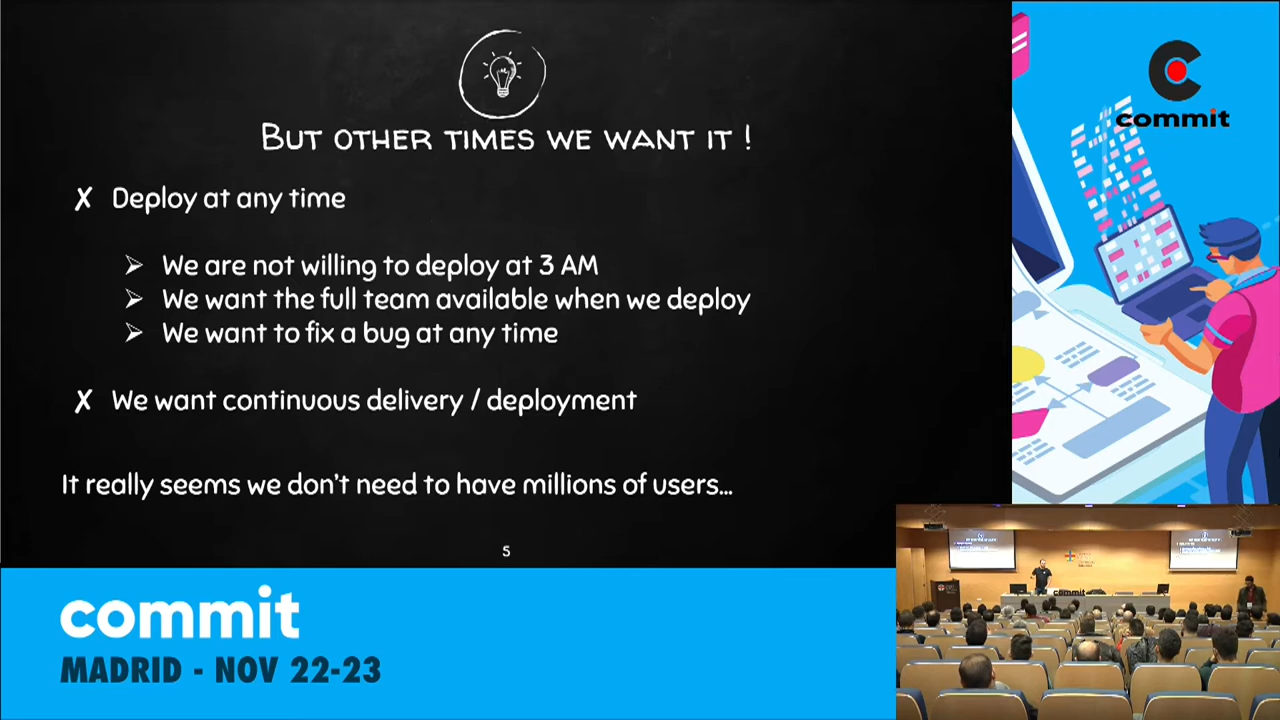 But other times we want it !
✗ Deploy at any time
➢ We are not willing to deploy at 3 AM
➢ We want the full team available when we deploy
➢ We want to fix a bug at any time
✗ We want continuous delivery / deployment
It really seems we don't need to have millions of users...
5
commit
commit
MADRID - NOV 22-23
commit